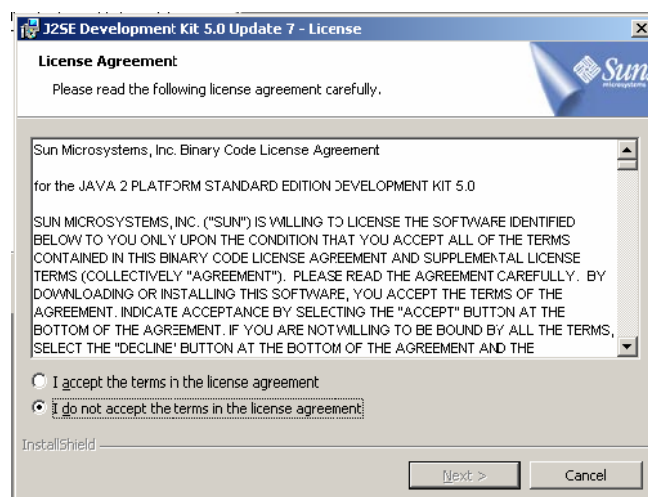 J2SE Development Kit 5.0 Update 7 - License
License Agreement
Please read the following license agreement carefully.
Sun
microsystems
Sun Microsystems, Inc. Binary Code License Agreement
for the JAVA 2 PLATFORM STANDARD EDITION DEVELOPMENT KIT 5.0
SUN MICROSYSTEMS, INC. ("SUN") IS WILLING TO LICENSE THE SOFTWARE IDENTIFIED
BELOW TO YOU ONLY UPON THE CONDITION THAT YOU ACCEPT ALL OF THE TERMS
CONTAINED IN THIS BINARY CODE LICENSE AGREEMENT AND SUPPLEMENTAL LICENSE
TERMS (COLLECTIVELY "AGREEMENT"). PLEASE READ THE AGREEMENT CAREFULLY. BY
DOWNLOADING OR INSTALLING THIS SOFTWARE, YOU ACCEPT THE TERMS OF THE
AGREEMENT. INDICATE ACCEPTANCE BY SELECTING THE "ACCEPT" BUTTON AT THE
BOTTOM OF THE AGREEMENT. IF YOU ARE NOT WILLING TO BE BOUND BY ALL THE TERMS,
SELECT THE "DECLINE" BUTTON AT THE BOTTOM OF THE AGREEMENT AND THE
I accept the terms in the license agreement
I do not accept the terms in the license agreement
InstallShield
Next >
Cancel